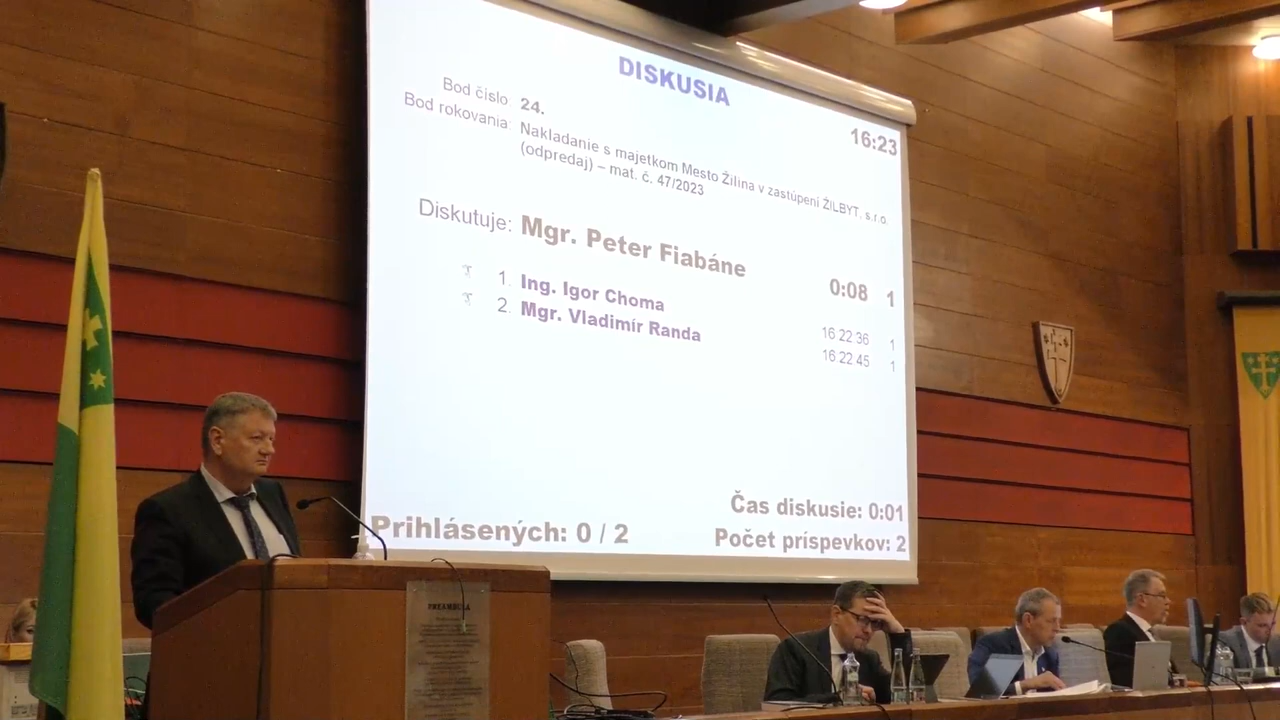 DISKUSIA
Bod číslo 24.
16:23
Bod rokovania: Nakladanie s majetkom Mesto Žilina v zastúpení ŽILBYT, s.r.o.
(odpredaj) – mat. č. 47/2023
Diskutuje: Mgr. Peter Fiabáne 0:08 1
1. Ing. Igor Choma 16 22 36 1
2. Mgr. Vladimír Randa 16 22 45 1
Čas diskusie: 0:01
Prihlásených: 0 / 2
Počet príspevkov: 2
PREAMBULA